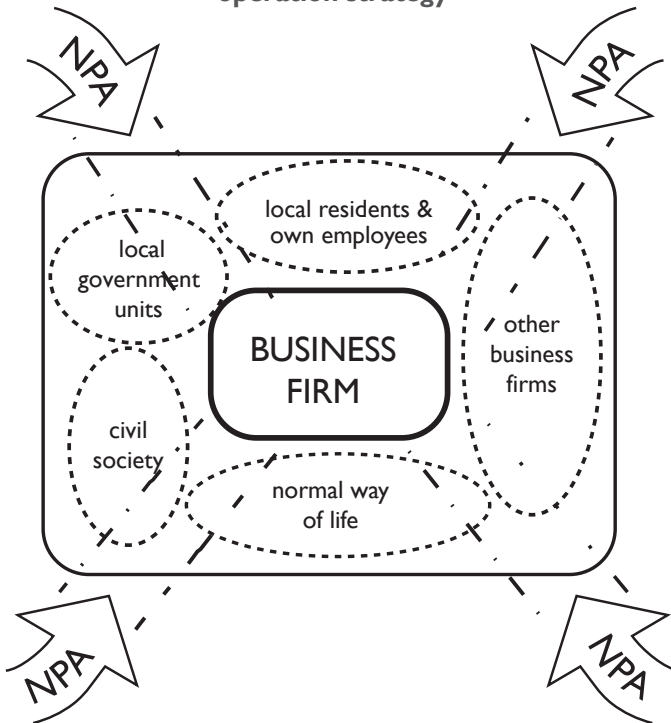 operation strategy
NPA
NPA
local residents &
own employees
local
government
units
other
business
firms
BUSINESS
FIRM
civil
society
normal way
of life
NPA
NPA